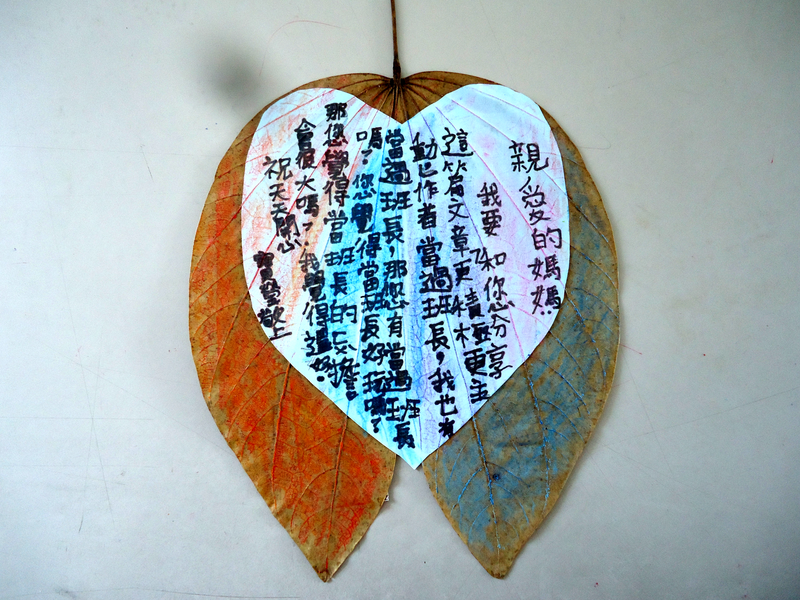 親愛的媽媽:
我要和您分享
這篇文章更積極更主
動已作者當過班長,我也有
當過班長,那您有當過班長
嗎?您覺得當班長好玩嗎?
那您覺得當班長的
會很大嗎?我覺得還好。
祝天天開心
敬上